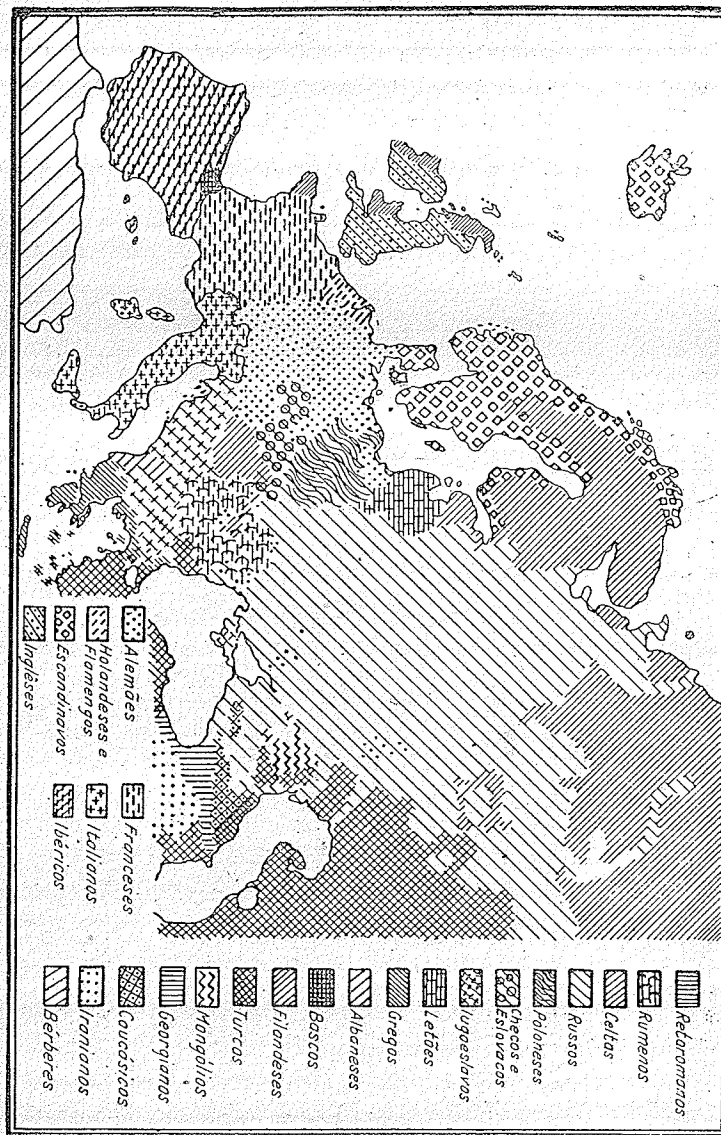 Alemães
Holandeses e
Flamengos
Escandinavos
Inglêses
Franceses
Italianos
Ibéricos
Retoromanos
Rumenos
Celtas
Russos
Poloneses
Checos e
Eslovacos
Iugoeslavos
Letões
Gregos
Albaneses
Bascos
Filandeses
Turcos
Mongólios
Georgianos
Caucásicos
Iranianos
Bérberes